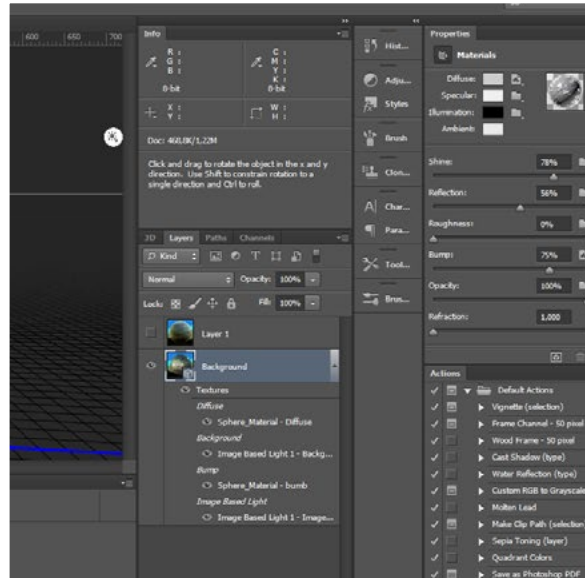 600 650 700
Info
R :
G :
B :
8-bit
C :
M :
Y :
K :
8-bit
X :
Y :
W :
H :
Doc: 460,8K/1,22M
Click and drag to rotate the object in the x and y
direction. Use Shift to constrain rotation to a
single direction and Ctrl to roll.
3D Layers Paths Channels
Kind
Normal Opacity: 100%
Lock: Fill: 100%
Layer 1
Background
Textures
Diffuse
Sphere_Material - Diffuse
Background
Image Based Light 1 - Backg...
Bump
Sphere_Material - bumb
Image Based Light
Image Based Light 1 - Image...
Hist...
Adju...
Styles
Brush
Clon...
Char...
Para...
Tool...
Brus...
Properties
Materials
Diffuse:
Specular:
Illumination:
Ambient:
Shine: 78%
Reflection: 56%
Roughness: 0%
Bump: 75%
Opacity: 100%
Refraction: 1,000
Actions
Default Actions
Vignette (selection)
Frame Channel - 50 pixel
Wood Frame - 50 pixel
Cast Shadow (type)
Water Reflection (type)
Custom RGB to Grayscale
Molten Lead
Make Clip Path (selection
Sepia Toning (layer)
Quadrant Colors
Save as Photoshop PDF